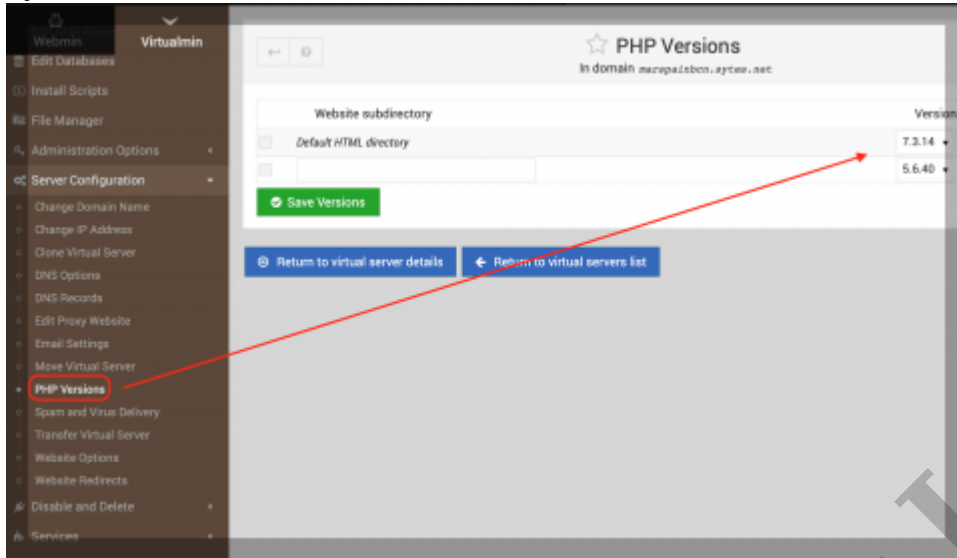 Webmin
Virtualmin
Edit Databases
Install Scripts
File Manager
Administration Options
Server Configuration
Change Domain Name
Change IP Address
Clone Virtual Server
DNS Options
DNS Records
Edit Proxy Website
Email Settings
Move Virtual Server
PHP Versions
Spam and Virus Delivery
Transfer Virtual Server
Website Options
Website Redirects
Disable and Delete
Services
PHP Versions
In domain
Website subdirectory
Version
Default HTML directory
7.3.14
5.6.40
Save Versions
Return to virtual server details
Return to virtual servers list